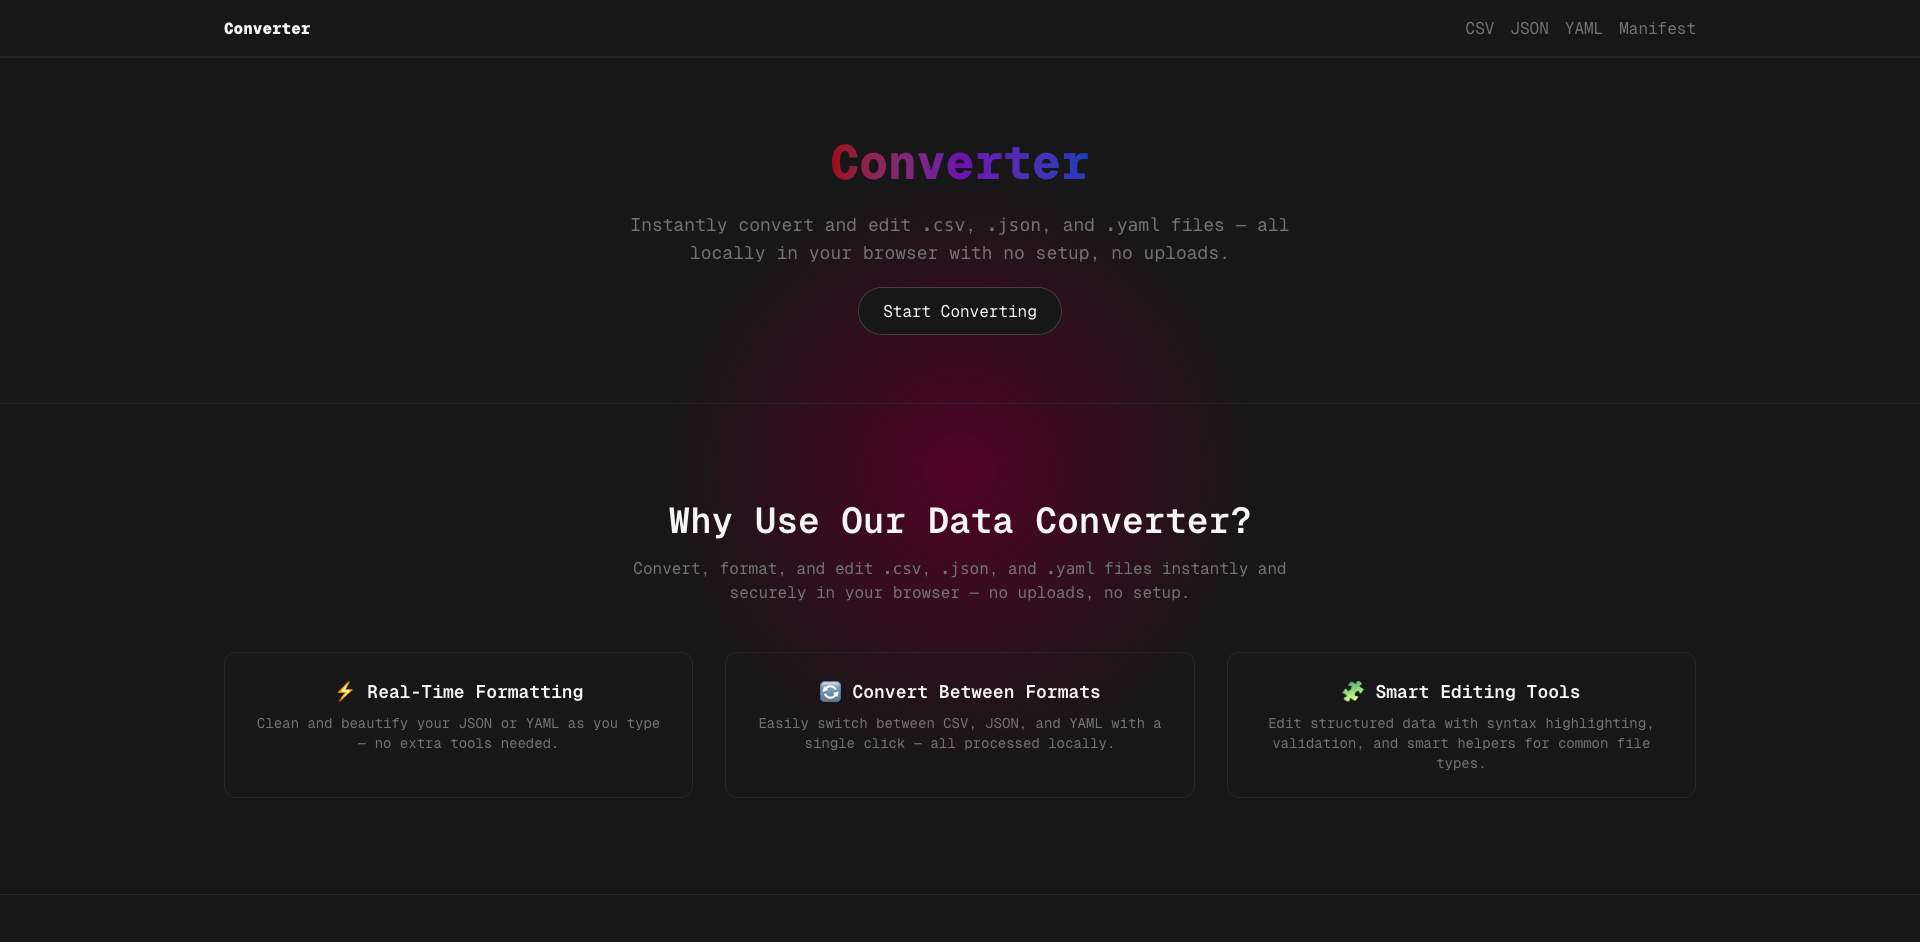 Converter
CSV JSON YAML Manifest
Converter
Instantly convert and edit .csv, .json, and .yaml files — all
locally in your browser with no setup, no uploads.
Start Converting
Why Use Our Data Converter?
Convert, format, and edit .csv, .json, and .yaml files instantly and
securely in your browser — no uploads, no setup.
⚡ Real-Time Formatting
Clean and beautify your JSON or YAML as you type
— no extra tools needed.
🔄 Convert Between Formats
Easily switch between CSV, JSON, and YAML with a
single click — all processed locally.
🧩 Smart Editing Tools
Edit structured data with syntax highlighting,
validation, and smart helpers for common file
types.